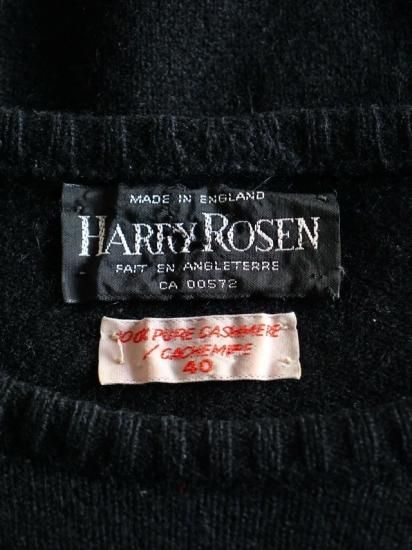 MADE IN ENGLAND
HARRY ROSEN
FAIT EN ANGLETERRE
CA 00572
100% PURE CASHMERE
/ CACHEMIRE
40